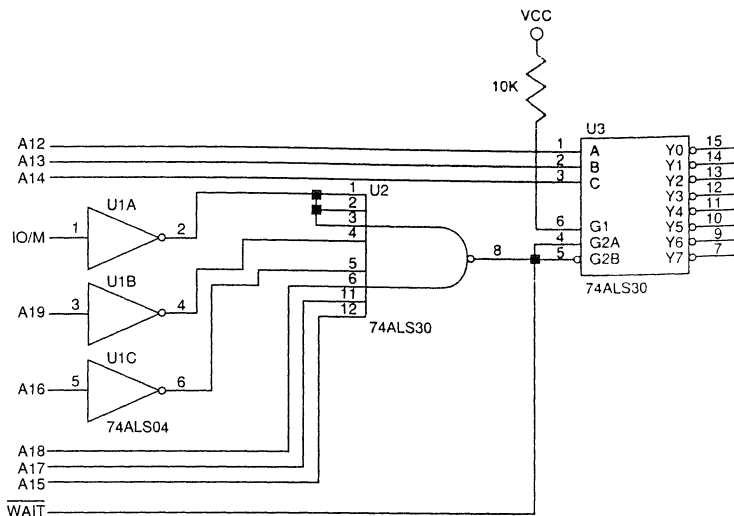 VCC
10K
U3
A12 1 A Y0 15
A13 2 B Y1 14
A14 3 C Y2 13
Y3 12
Y4 11
6 G1 Y5 10
4 G2A Y6 9
5 G2B Y7 7
74ALS30
U1A
IO/M 1 2
U1B
A19 3 4
U1C
A16 5 6
74ALS04
U2
1
2
3
4
5
6
11
12
8
74ALS30
A18
A17
A15
WAIT